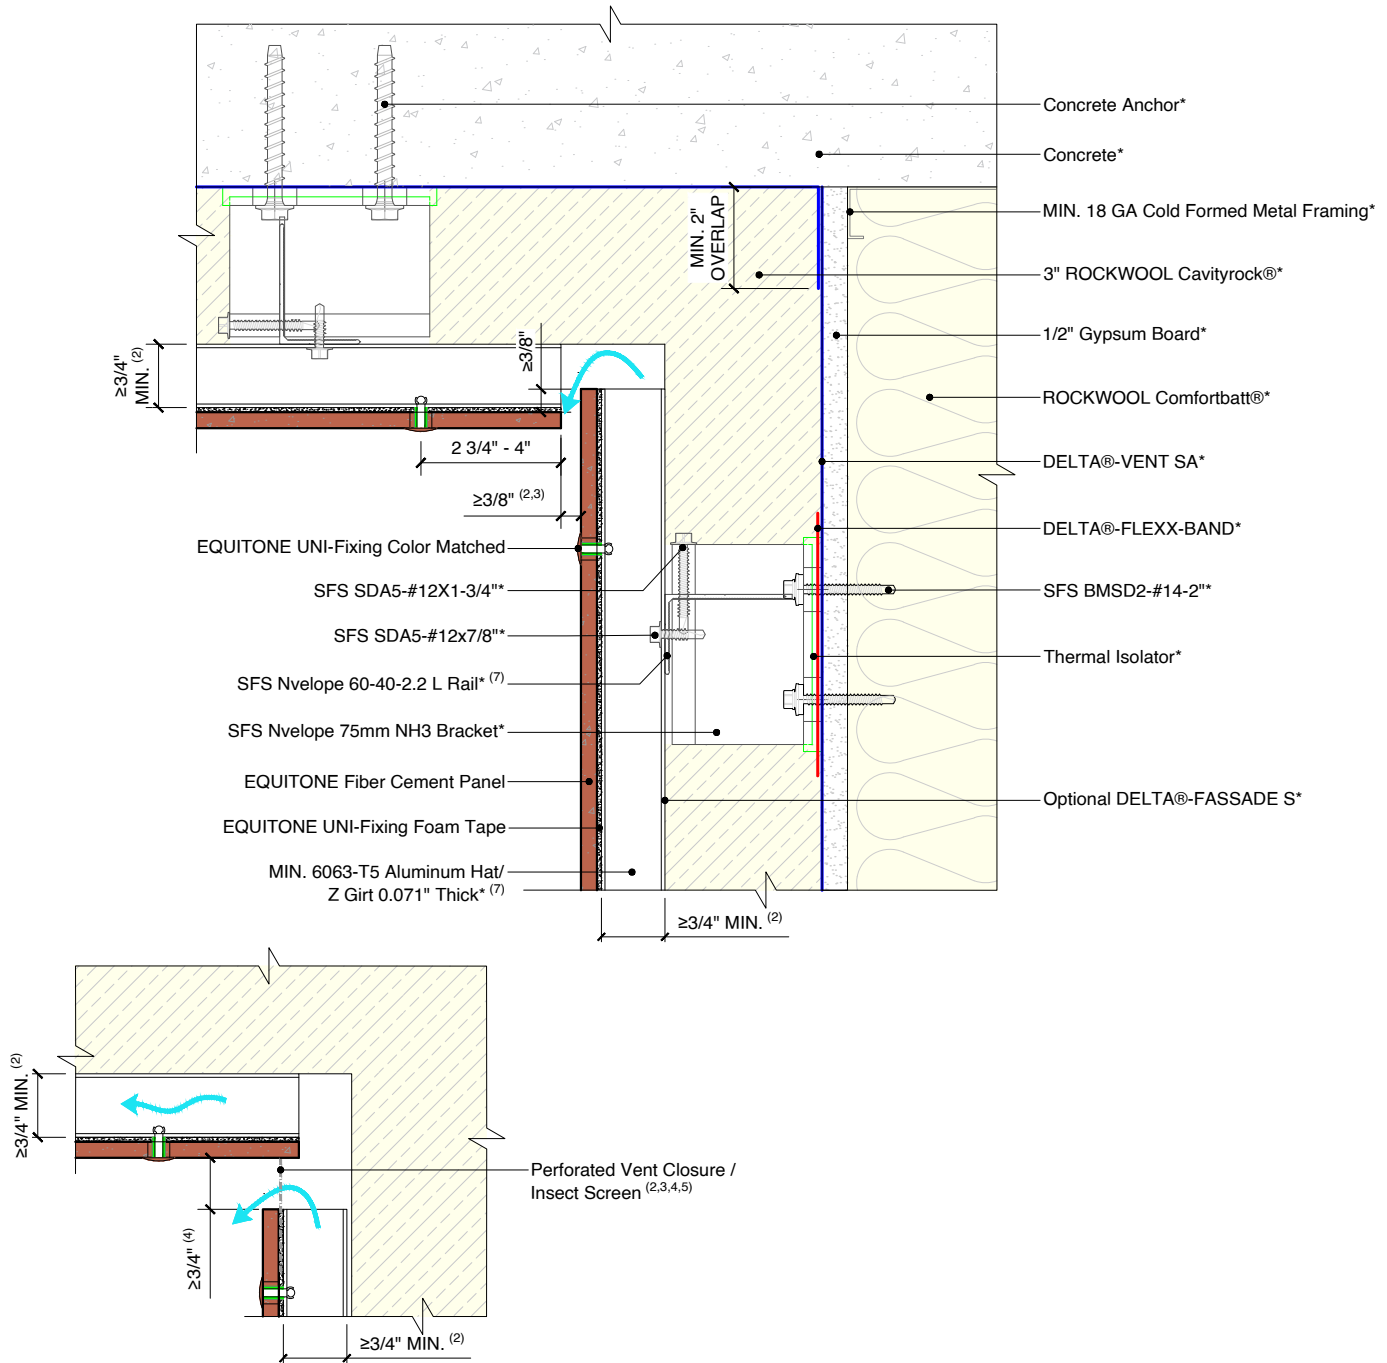 Concrete Anchor*
Concrete*
MIN. 18 GA Cold Formed Metal Framing*
MIN. 2"
OVERLAP
3" ROCKWOOL Cavityrock®*
1/2" Gypsum Board*
≥3/4"
MIN. (2)
≥3/8"
ROCKWOOL Comfortbatt®*
2 3/4" - 4"
DELTA®-VENT SA*
≥3/8" (2,3)
DELTA®-FLEXX-BAND*
EQUITONE UNI-Fixing Color Matched
SFS SDA5-#12X1-3/4"*
SFS BMSD2-#14-2"*
SFS SDA5-#12x7/8"*
Thermal Isolator*
SFS Nvelope 60-40-2.2 L Rail* (7)
SFS Nvelope 75mm NH3 Bracket*
EQUITONE Fiber Cement Panel
Optional DELTA®-FASSADE S*
EQUITONE UNI-Fixing Foam Tape
MIN. 6063-T5 Aluminum Hat/
Z Girt 0.071" Thick* (7)
≥3/4" MIN. (2)
≥3/4" MIN. (2)
Perforated Vent Closure /
Insect Screen (2,3,4,5)
≥3/4" (4)
≥3/4" MIN. (2)